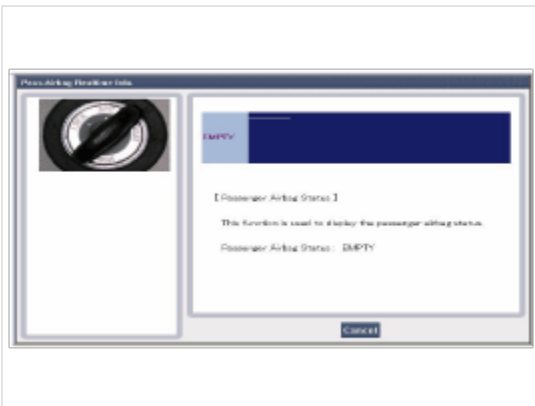 Pass.Airbag Realtime Info.
EMPTY
[ Passenger Airbag Status ]
This function is used to display the passenger airbag status.
Passenger Airbag Status : EMPTY
Cancel